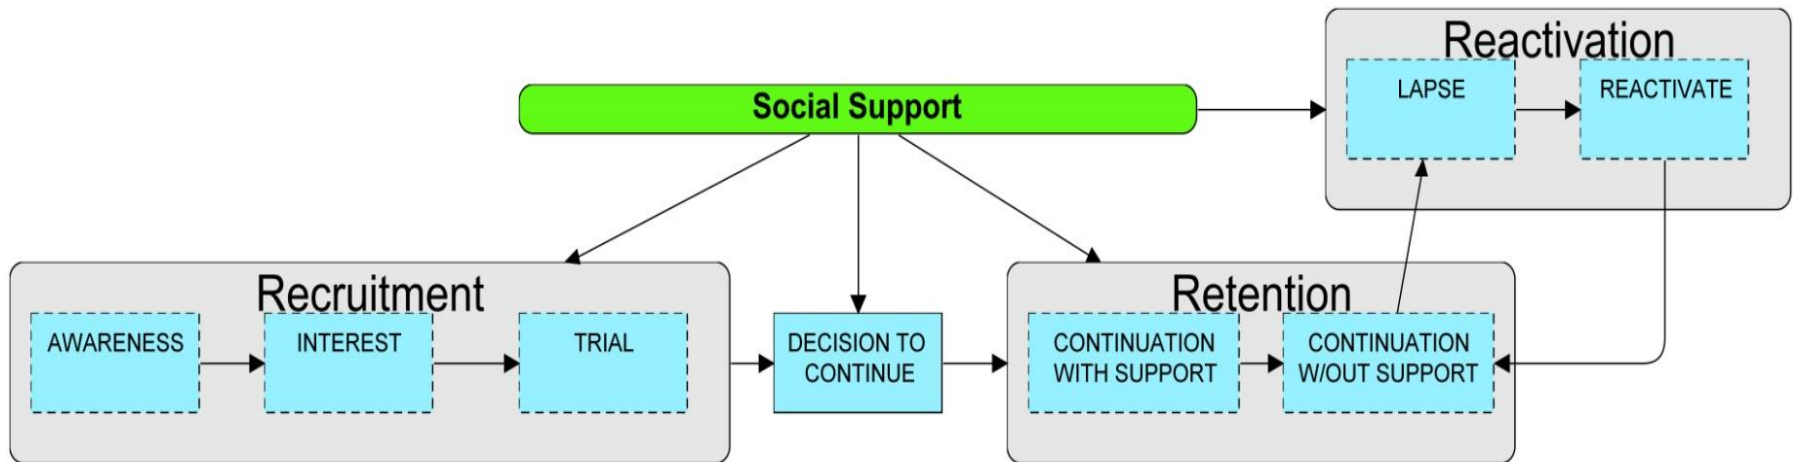 Reactivation
LAPSE
REACTIVATE
Social Support
Recruitment
AWARENESS
INTEREST
TRIAL
DECISION TO
CONTINUE
Retention
CONTINUATION
WITH SUPPORT
CONTINUATION
W/OUT SUPPORT